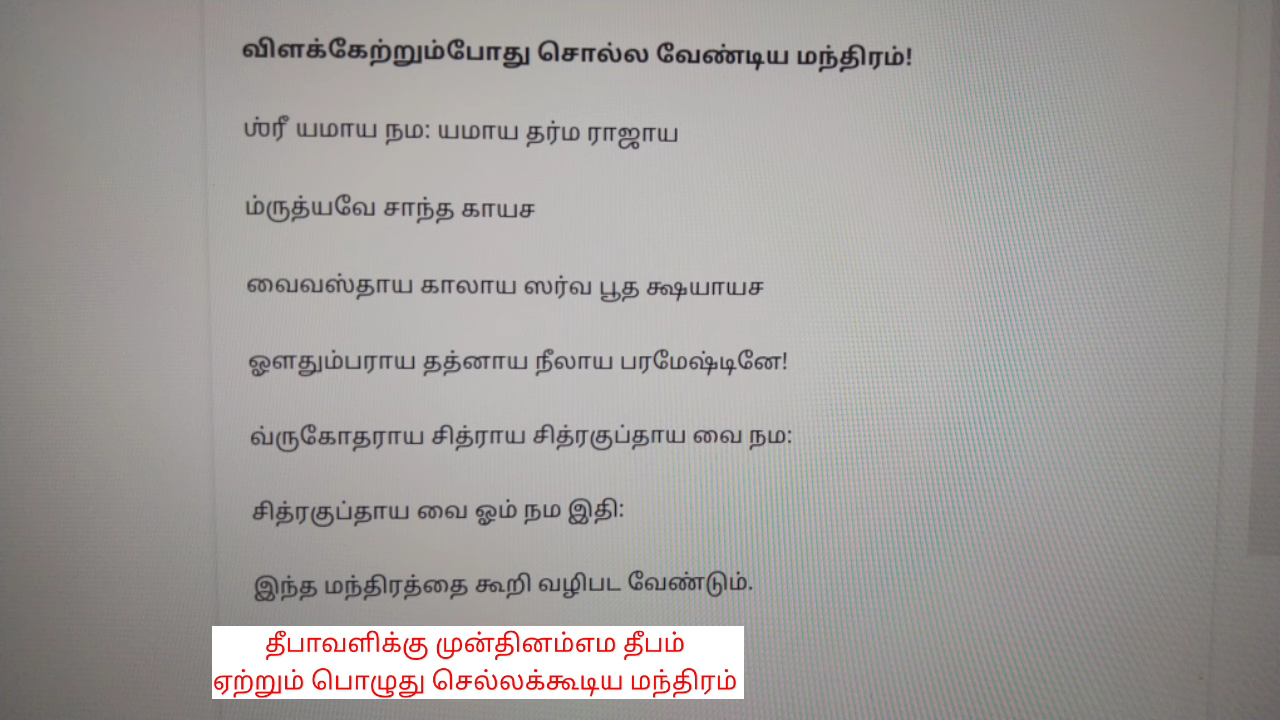 விளக்கேற்றும்போது சொல்ல வேண்டிய மந்திரம்!
ஶ்ரீ யமாய நம: யமாய தர்ம ராஜாய
ம்ருத்யவே சாந்த காயச
வைவஸ்தாய காலாய ஸர்வ பூத க்ஷயாயச
ஓளதும்பராய தத்னாய நீலாய பரமேஷ்டினே!
வ்ருகோதராய சித்ராய சித்ரகுப்தாய வை நம:
சித்ரகுப்தாய வை ஓம் நம இதி:
இந்த மந்திரத்தை கூறி வழிபட வேண்டும்.
தீபாவளிக்கு முன்தினம்எம தீபம்
ஏற்றும் பொழுது செல்லக்கூடிய மந்திரம்